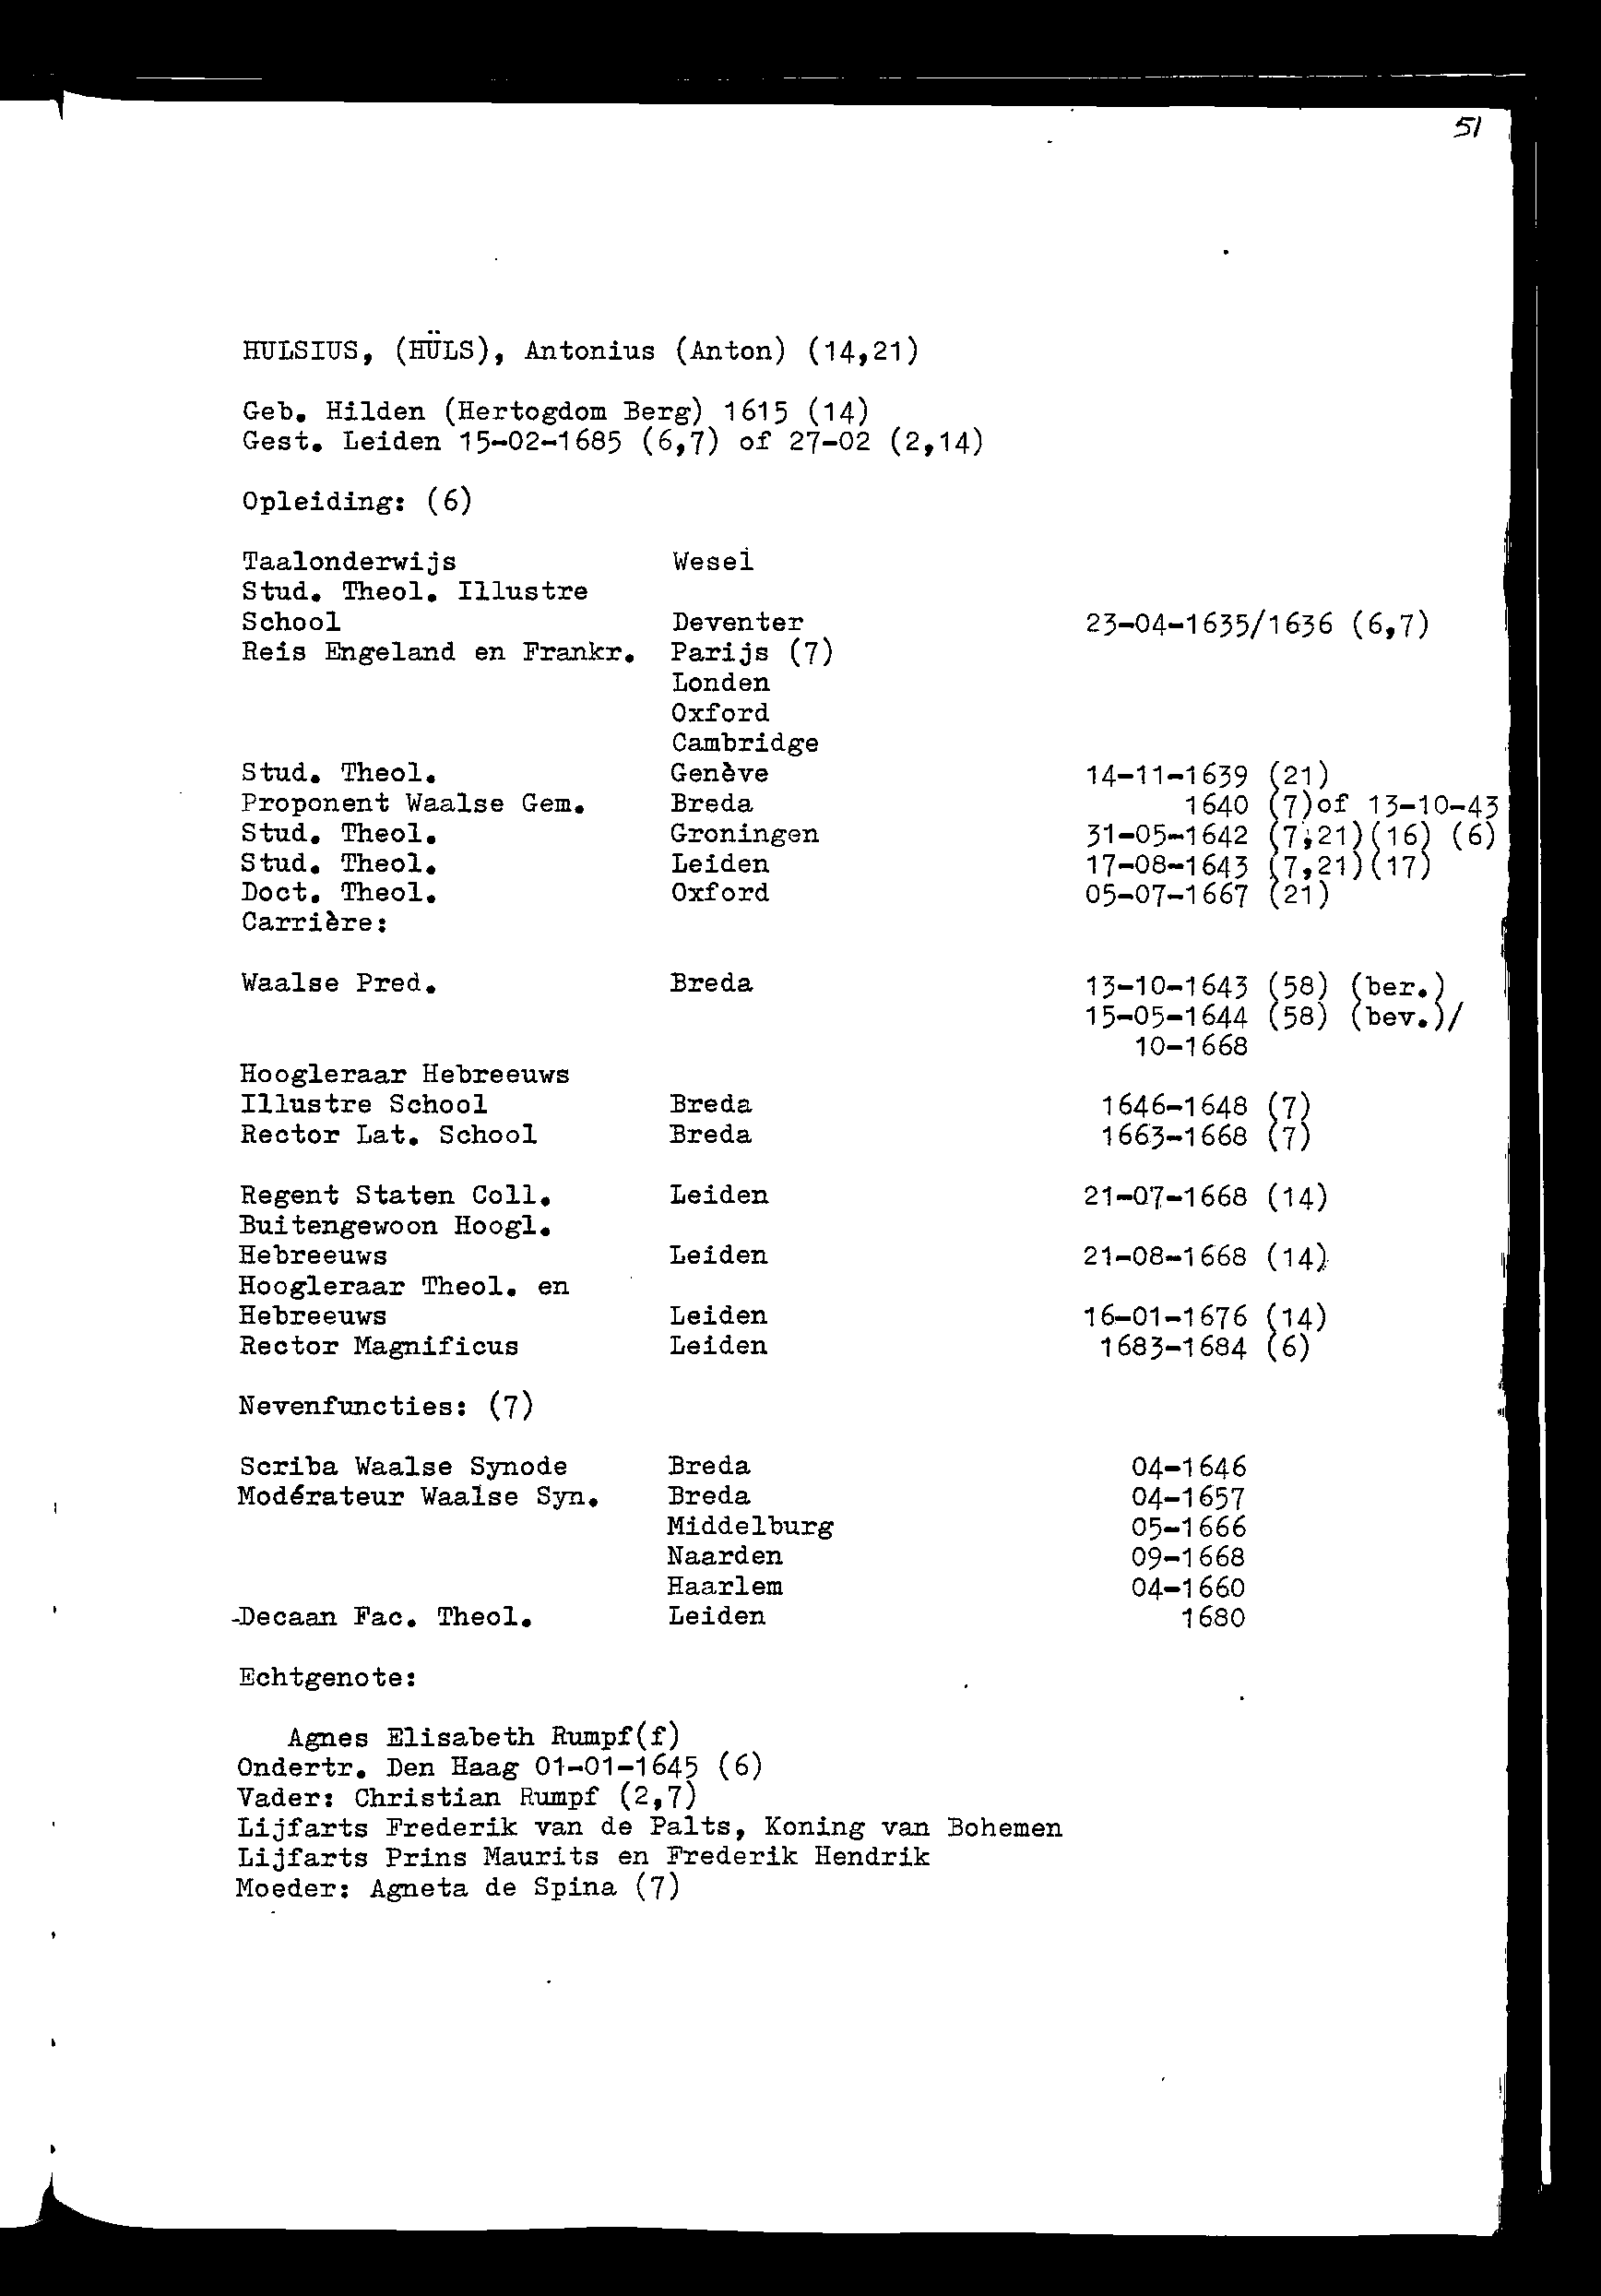 51
HULSIUS, (HÜLS), Antonius (Anton) (14,21)
Geb. Hilden (Hertogdom Berg) 1615 (14)
Gest. Leiden 15-02-1685 (6,7) of 27-02 (2,14)
Opleiding: (6)
Taalonderwijs Wesel
Stud. Theol. Illustre
School Deventer 23-04-1635/1636 (6,7)
Reis Engeland en Frankr. Parijs (7)
Londen
Oxford
Cambridge
Stud. Theol. Genève 14-11-1639 (21)
Proponent Waalse Gem. Breda 1640 (7)of 13-10-43
Stud. Theol. Groningen 31-05-1642 (7,21)(16) (6)
Stud. Theol. Leiden 17-08-1643 (7,21)(17)
Doct. Theol. Oxford 05-07-1667 (21)
Carrière:
Waalse Pred. Breda 13-10-1643 (58) (ber.)
15-05-1644 (58) (bev.)/
10-1668
Hoogleraar Hebreeuws
Illustre School Breda 1646-1648 (7)
Rector Lat. School Breda 1663-1668 (7)
Regent Staten Coll. Leiden 21-07-1668 (14)
Buitengewoon Hoogl.
Hebreeuws Leiden 21-08-1668 (14)
Hoogleraar Theol. en
Hebreeuws Leiden 16-01-1676 (14)
Rector Magnificus Leiden 1683-1684 (6)
Nevenfuncties: (7)
Scriba Waalse Synode Breda 04-1646
Modérateur Waalse Syn. Breda 04-1657
Middelburg 05-1666
Naarden 09-1668
Haarlem 04-1660
Decaan Fac. Theol. Leiden 1680
Echtgenote:
Agnes Elisabeth Rumpf(f)
Ondertr. Den Haag 01-01-1645 (6)
Vader: Christian Rumpf (2,7)
Lijfarts Frederik van de Palts, Koning van Bohemen
Lijfarts Prins Maurits en Frederik Hendrik
Moeder: Agneta de Spina (7)